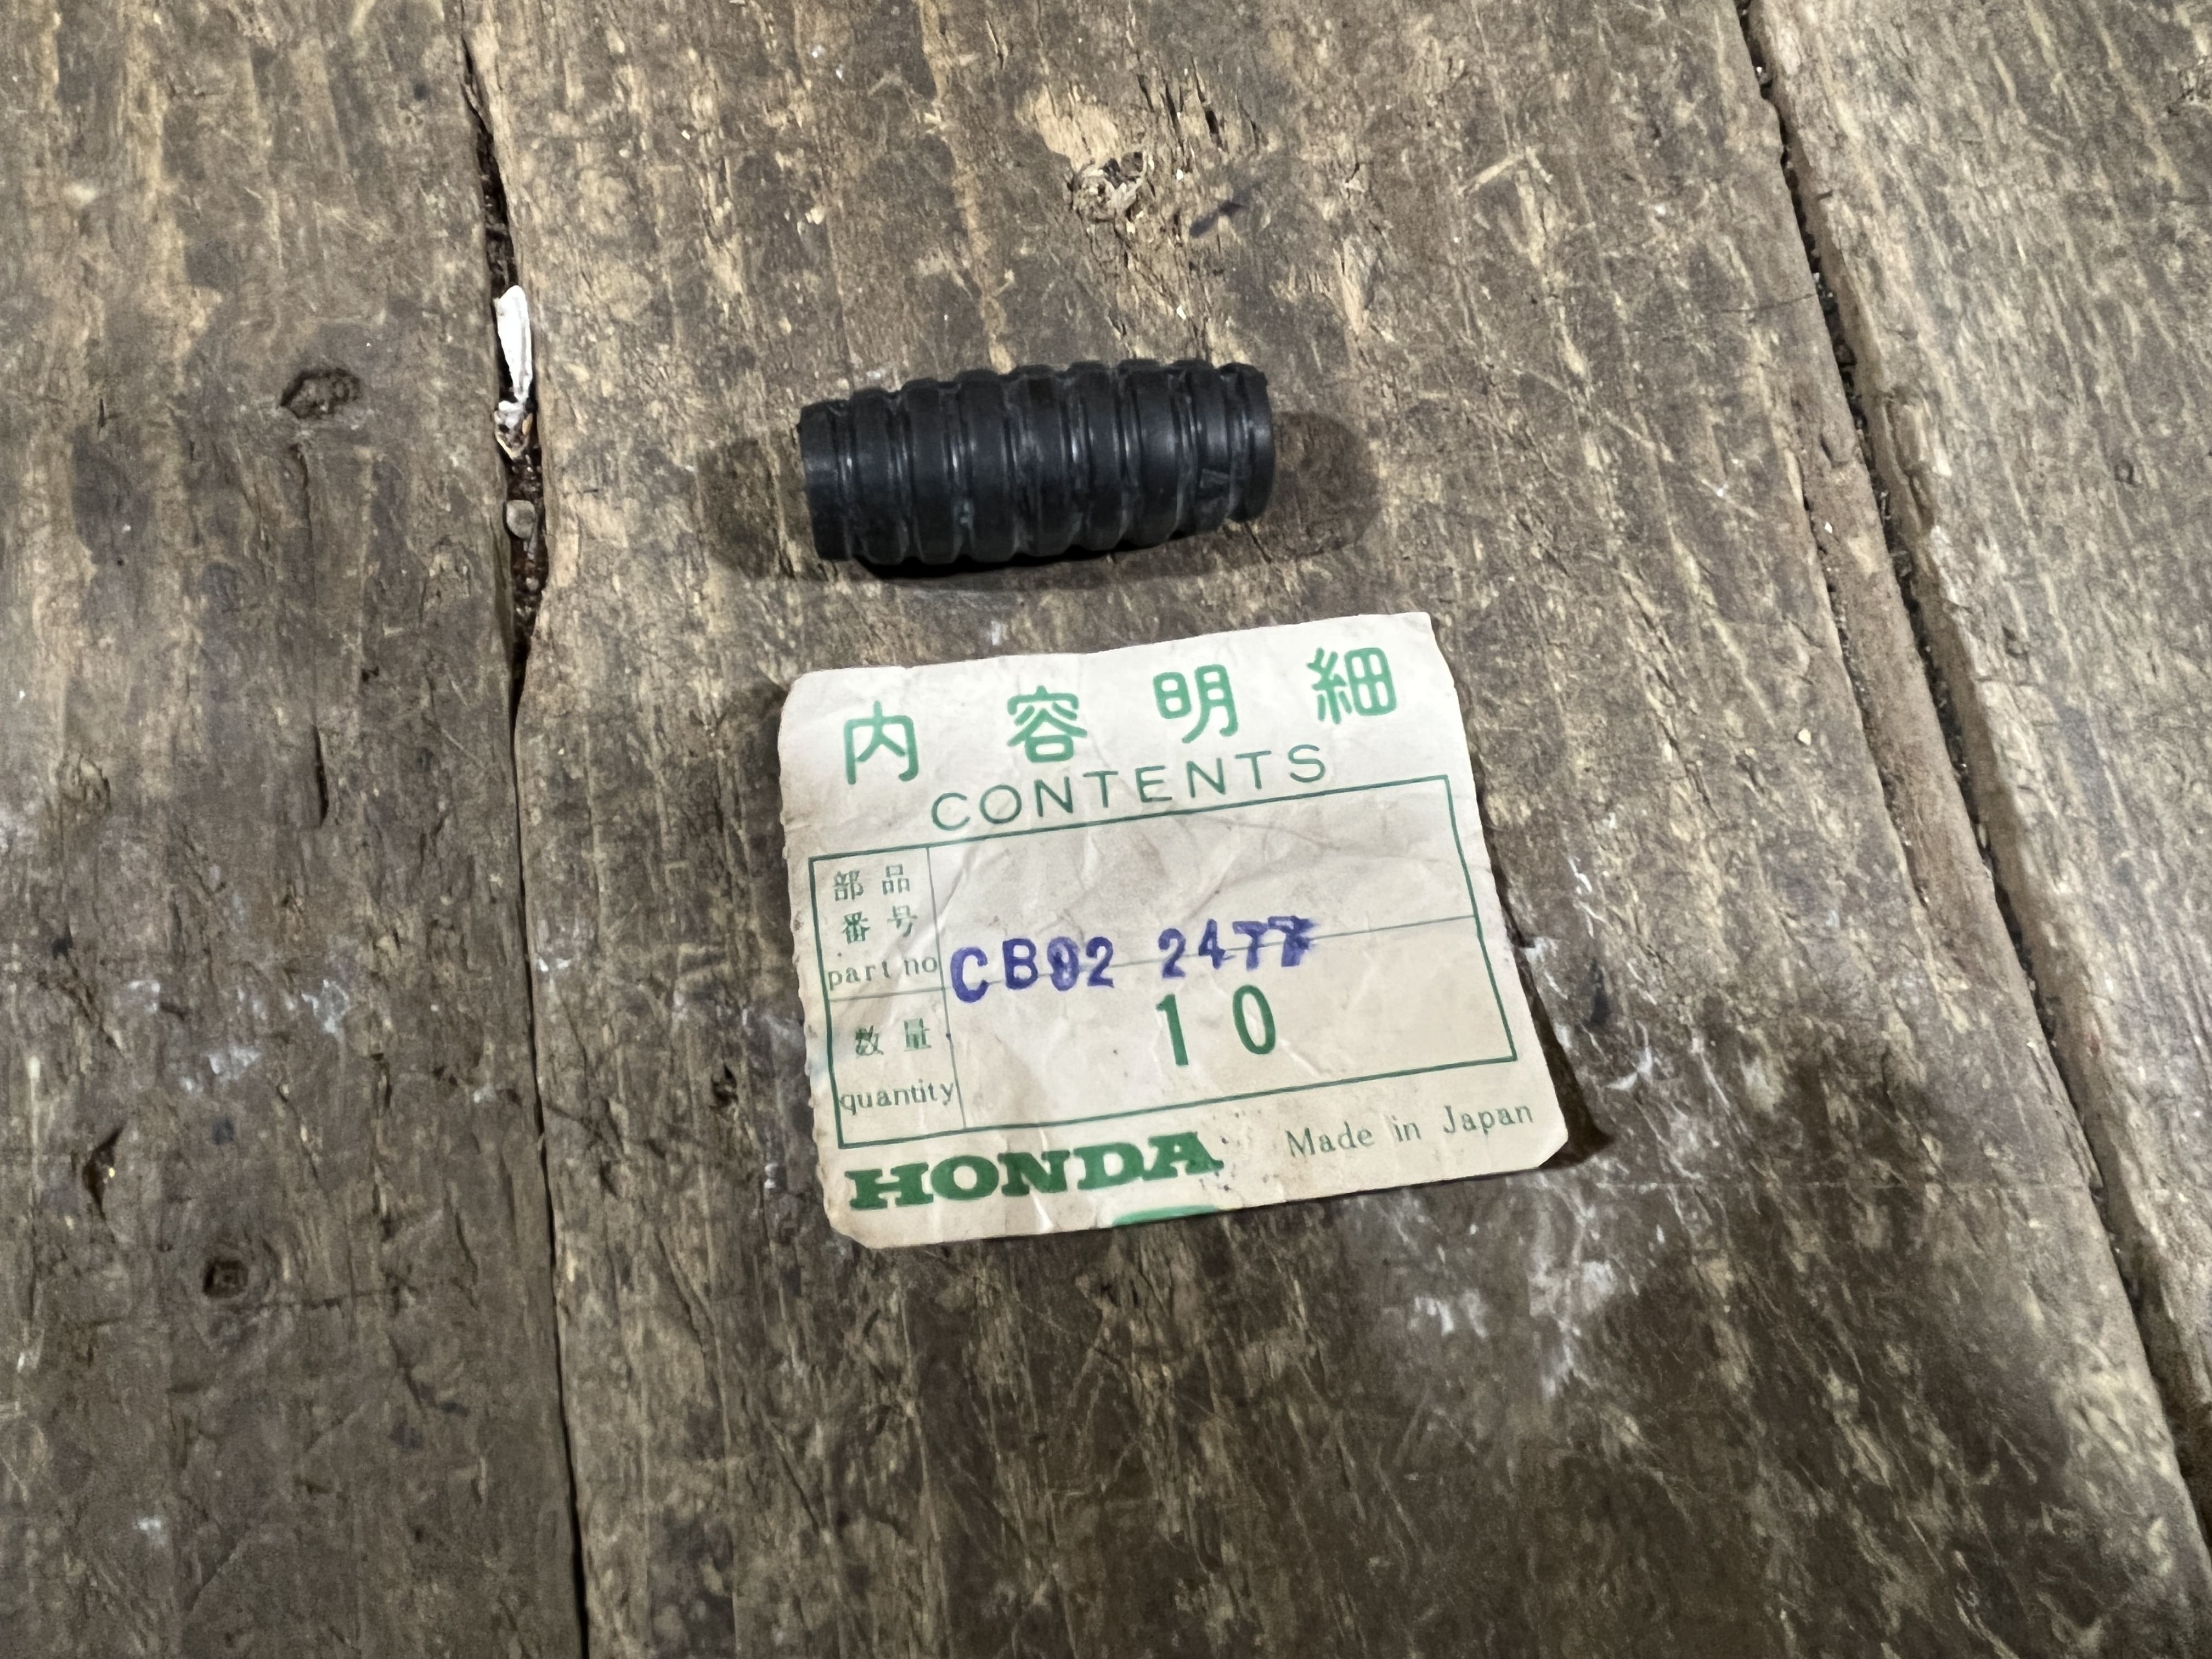 内容明細
CONTENTS
部品
番号
part no
CB92 2477
数量
quantity
10
HONDA
Made in Japan